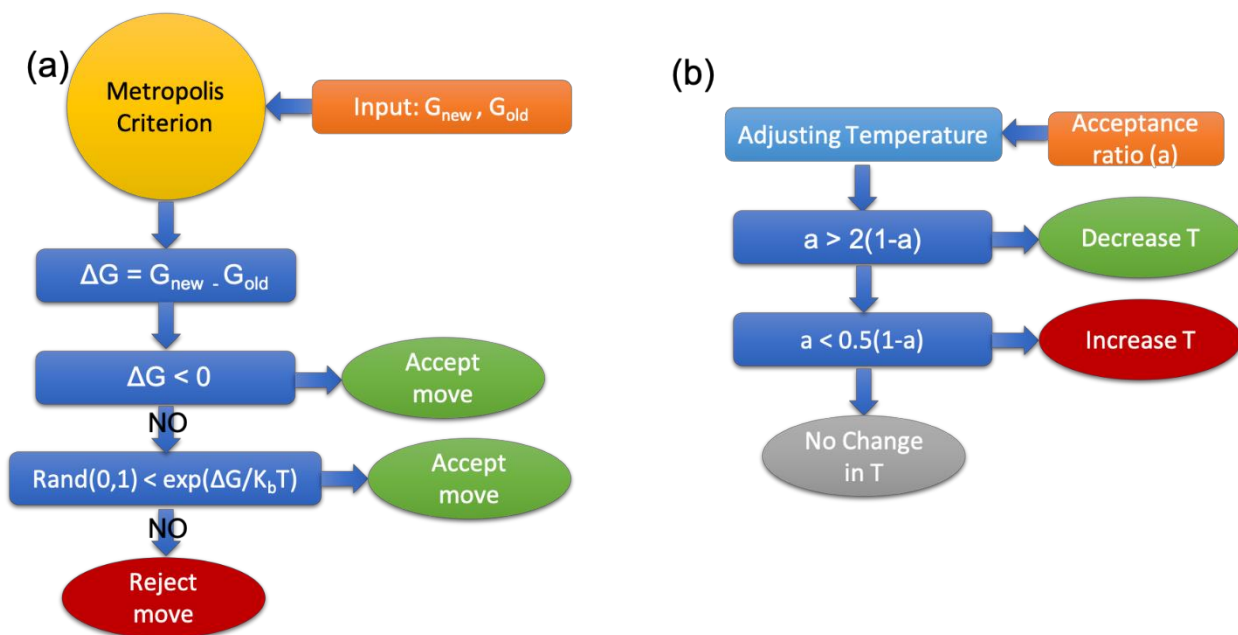 (a)
Metropolis
Criterion
Input: Gnew , Gold
ΔG = Gnew - Gold
ΔG < 0
Accept
move
NO
Rand(0,1) < exp(ΔG/KbT)
Accept
move
NO
Reject
move
(b)
Adjusting Temperature
Acceptance
ratio (a)
a > 2(1-a)
Decrease T
a < 0.5(1-a)
Increase T
No Change
in T